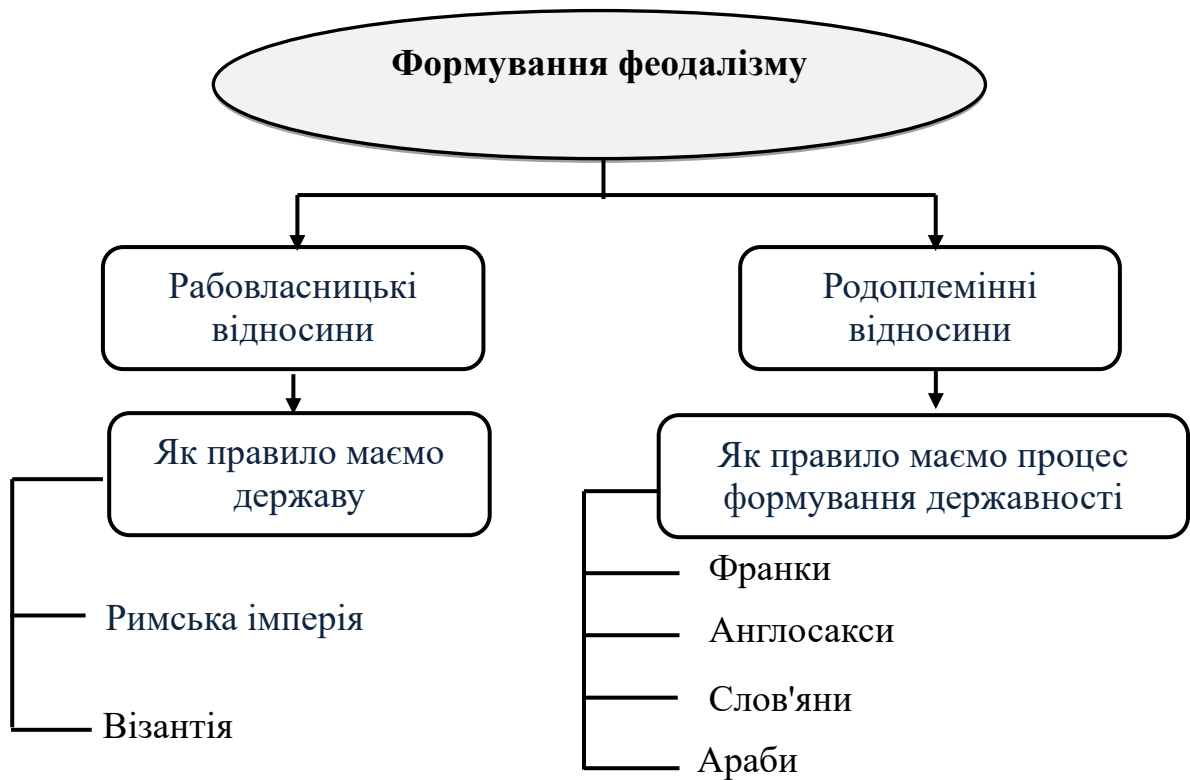 Формування феодалізму
Рабовласницькі
відносини
Родоплемінні
відносини
Як правило маємо
державу
Як правило маємо процес
формування державності
Римська імперія
Візантія
Франки
Англосакси
Слов'яни
Араби